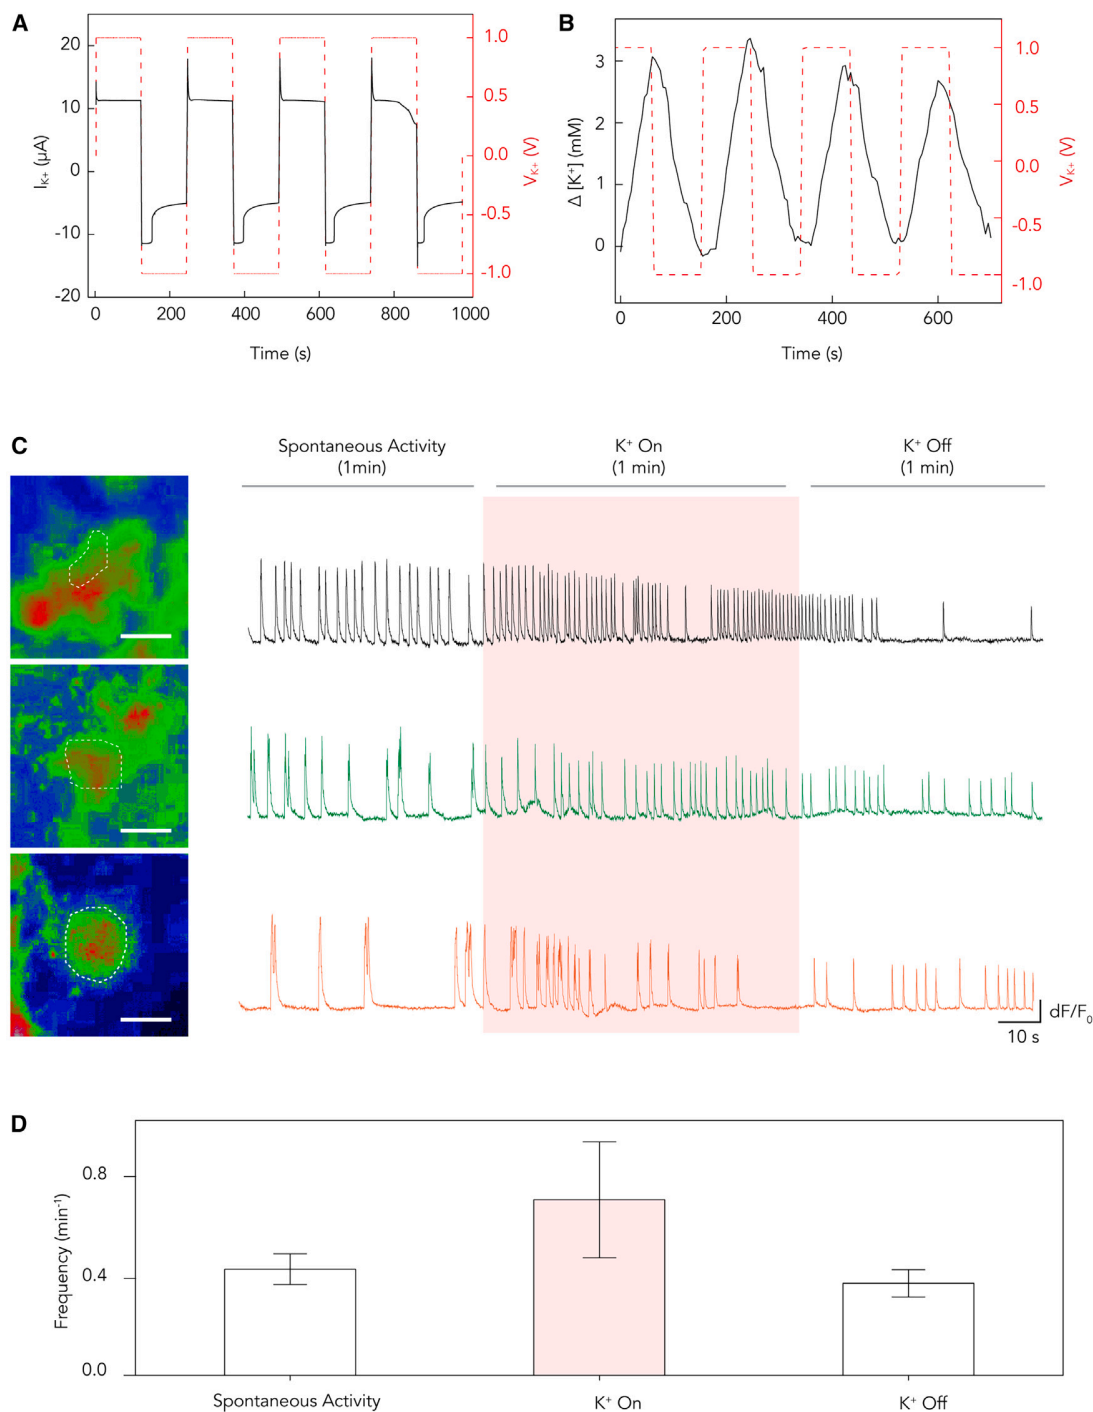 A
20
10
0
-10
-20
I_K+ (µA)
1.0
0.5
0.0
-0.5
-1.0
V_K+ (V)
0
200
400
600
800
1000
Time (s)
B
3
2
1
0
Δ [K⁺] (mM)
1.0
0.5
0.0
-0.5
-1.0
V_K+ (V)
0
200
400
600
Time (s)
C
Spontaneous Activity
(1min)
K⁺ On
(1 min)
K⁺ Off
(1 min)
dF/F₀
10 s
D
0.8
0.4
0.0
Frequency (min⁻¹)
Spontaneous Activity
K⁺ On
K⁺ Off